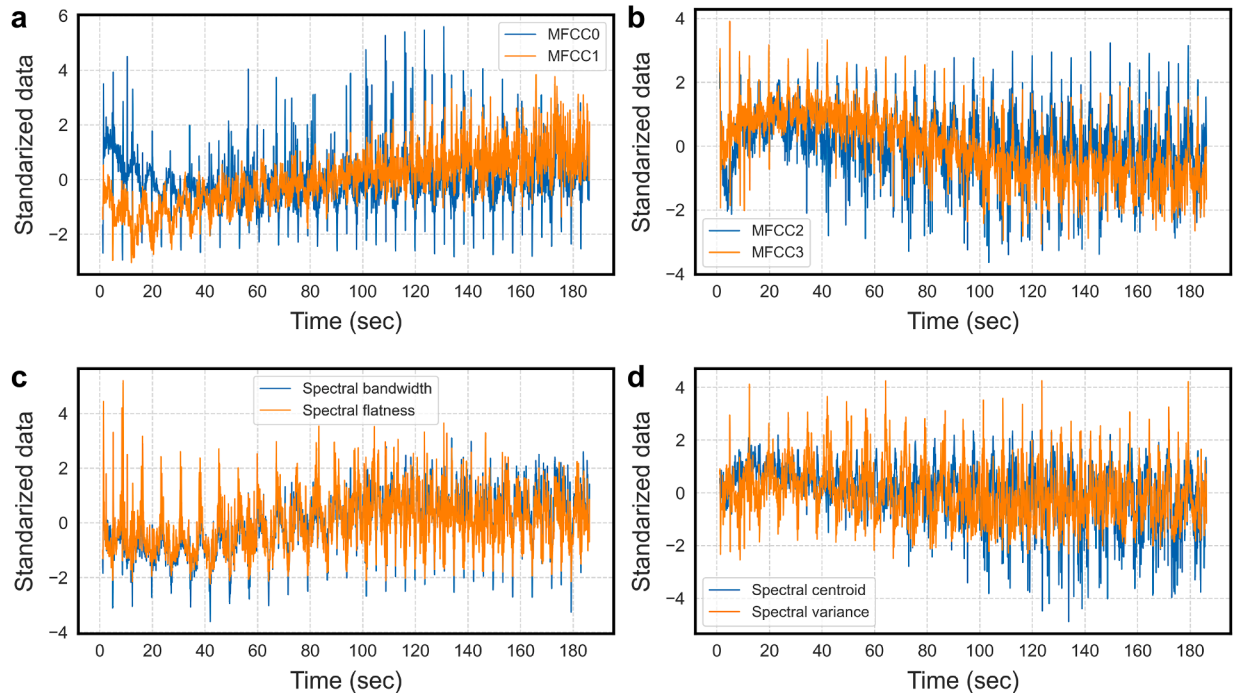 a
6
4
2
0
−2
Standarized data
MFCC0
MFCC1
0 20 40 60 80 100 120 140 160 180
Time (sec)
b
4
2
0
−2
−4
Standarized data
MFCC2
MFCC3
0 20 40 60 80 100 120 140 160 180
Time (sec)
c
4
2
0
−2
−4
Standarized data
Spectral bandwidth
Spectral flatness
0 20 40 60 80 100 120 140 160 180
Time (sec)
d
4
2
0
−2
−4
Standarized data
Spectral centroid
Spectral variance
0 20 40 60 80 100 120 140 160 180
Time (sec)